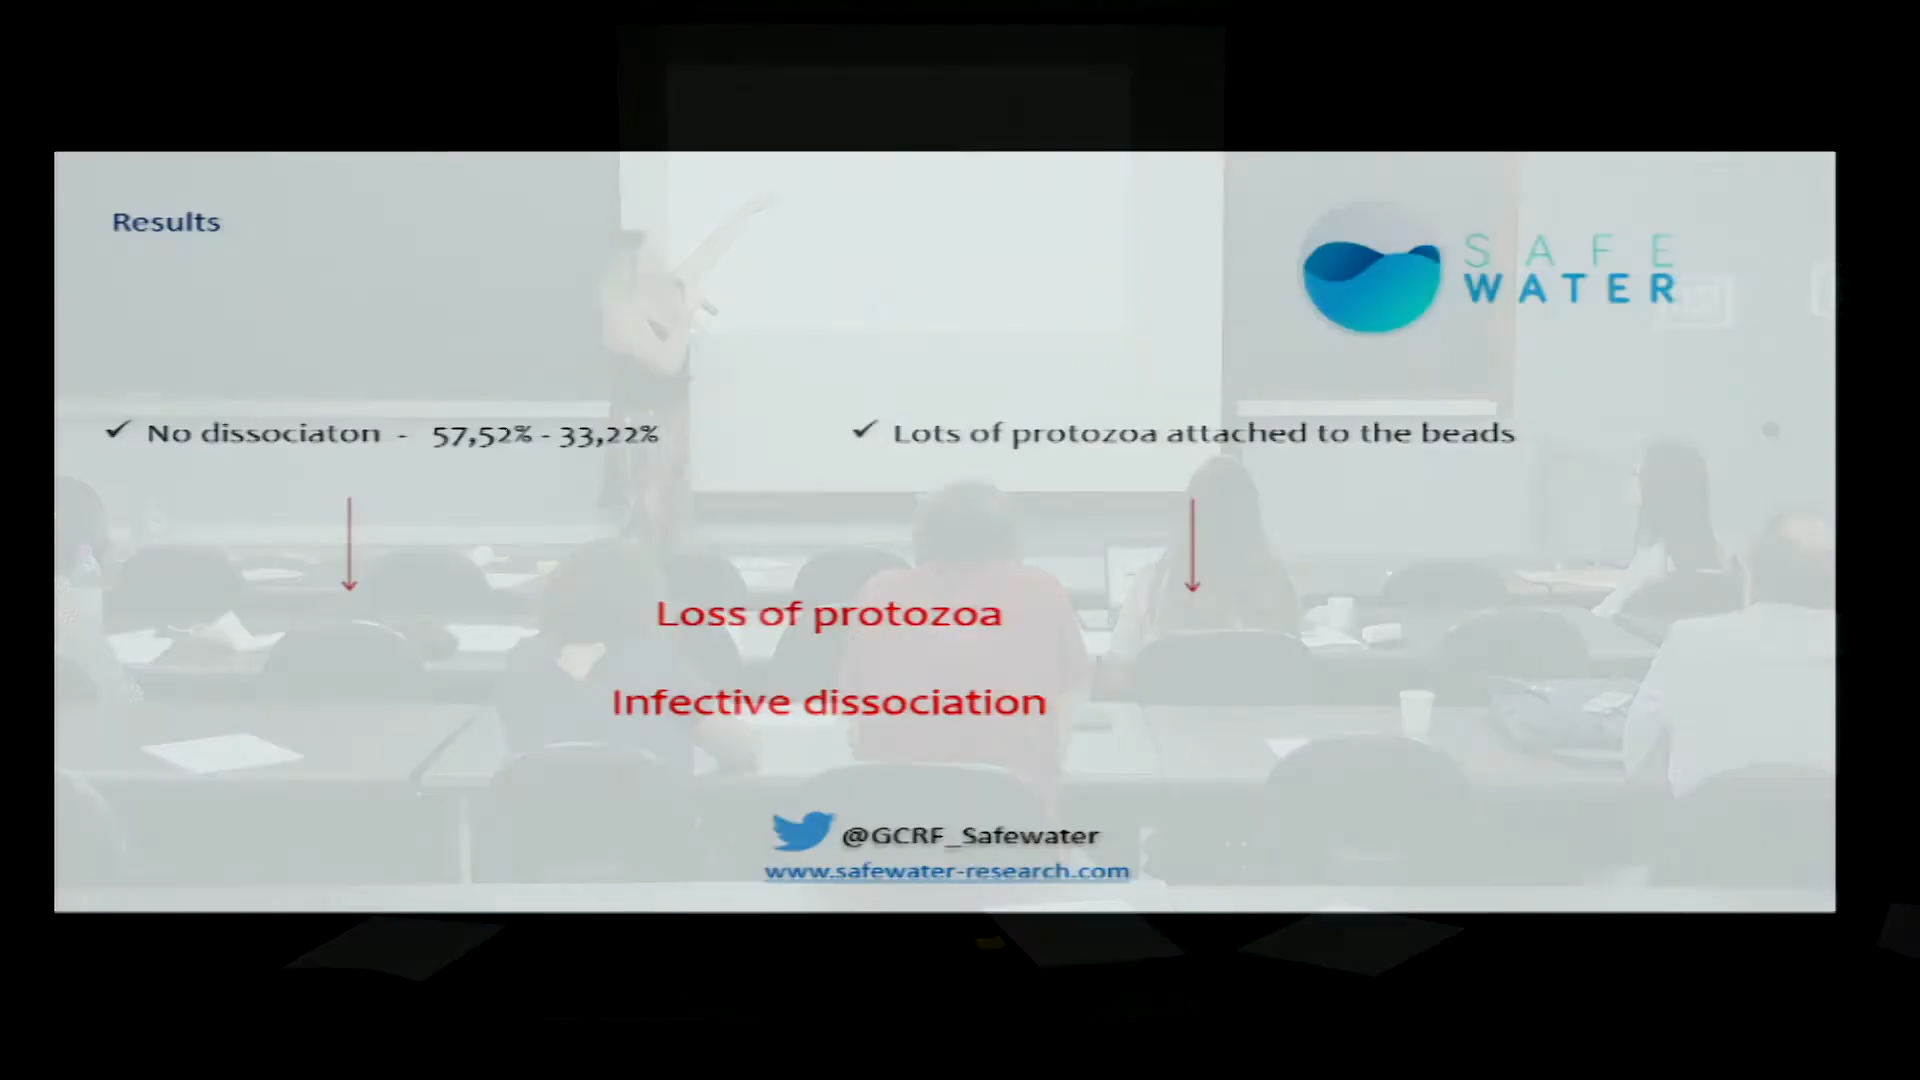 Results
SAFE
WATER
✓ No dissociaton - 57,52% - 33,22%
✓ Lots of protozoa attached to the beads
Loss of protozoa
Infective dissociation
@GCRF_Safewater
www.safewater-research.com